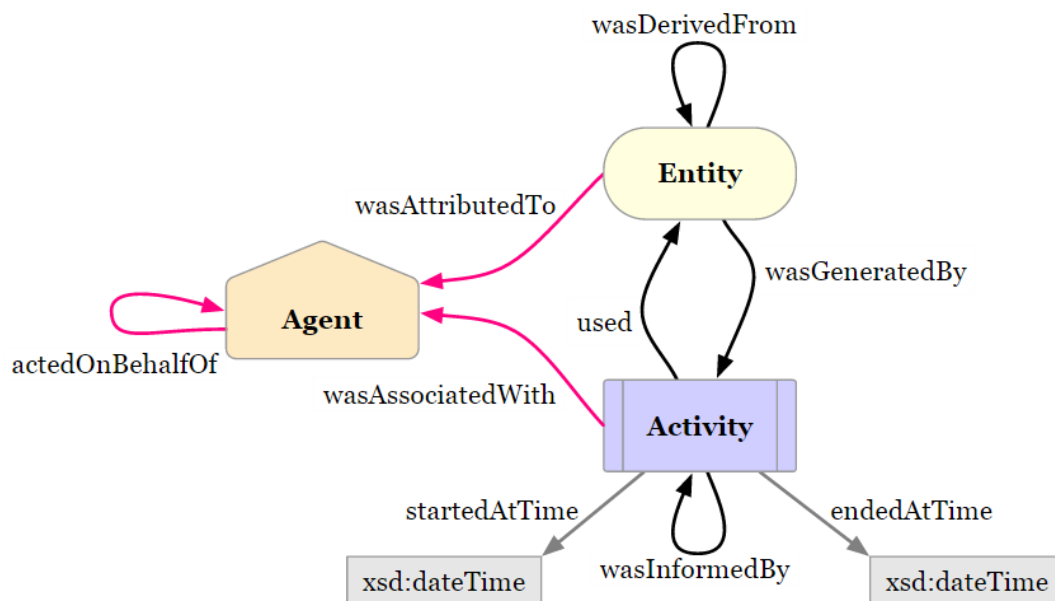 wasDerivedFrom
Entity
wasAttributedTo
wasGeneratedBy
used
Agent
actedOnBehalfOf
wasAssociatedWith
Activity
startedAtTime
endedAtTime
wasInformedBy
xsd:dateTime
xsd:dateTime